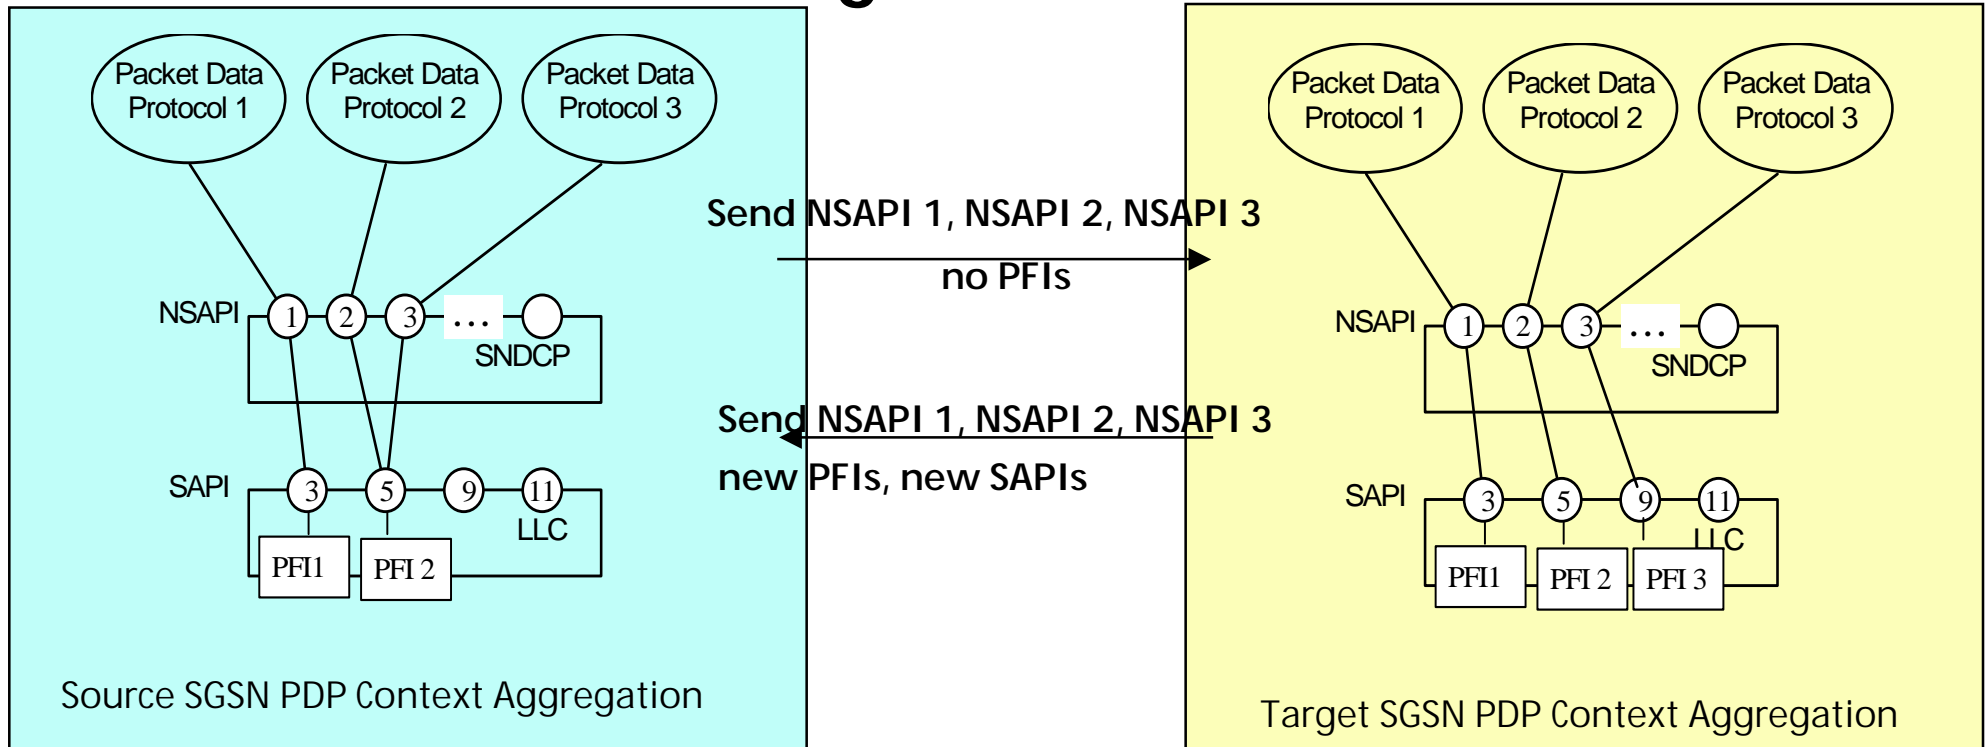 g
Packet Data
Protocol 1
Packet Data
Protocol 2
Packet Data
Protocol 3
NSAPI
1
2
3
...
SNDCP
SAPI
3
5
9
11
LLC
PFI1
PFI 2
Source SGSN PDP Context Aggregation
Send NSAPI 1, NSAPI 2, NSAPI 3
no PFIs
Send NSAPI 1, NSAPI 2, NSAPI 3
new PFIs, new SAPIs
Packet Data
Protocol 1
Packet Data
Protocol 2
Packet Data
Protocol 3
NSAPI
1
2
3
...
SNDCP
SAPI
3
5
9
11
LLC
PFI1
PFI 2
PFI 3
Target SGSN PDP Context Aggregation